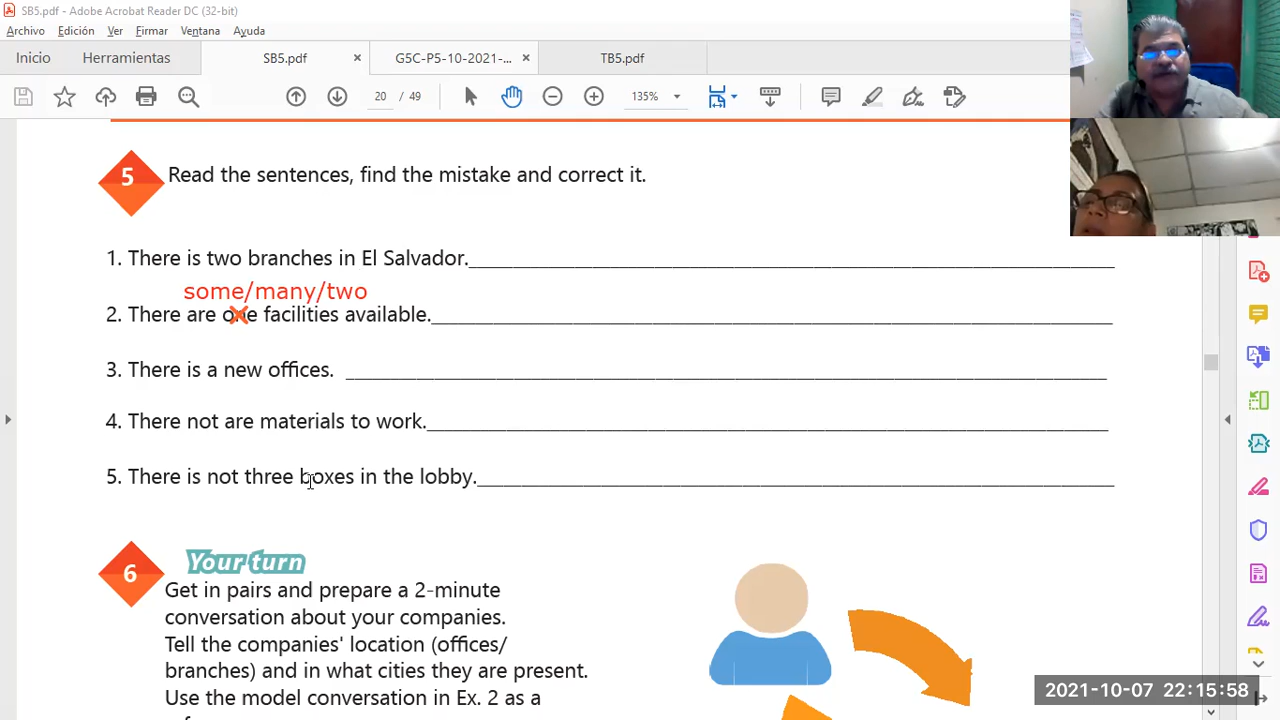 SB5.pdf - Adobe Acrobat Reader DC (32-bit)
Archivo Edición Ver Firmar Ventana Ayuda
Inicio Herramientas SB5.pdf × G5C-P5-10-2021-... × TB5.pdf
20 / 49 135%
5 Read the sentences, find the mistake and correct it.
1. There is two branches in El Salvador.
some/many/two
2. There are one facilities available.
3. There is a new offices.
4. There not are materials to work.
5. There is not three boxes in the lobby.
6 Your turn
Get in pairs and prepare a 2-minute
conversation about your companies.
Tell the companies' location (offices/
branches) and in what cities they are present.
Use the model conversation in Ex. 2 as a
2021-10-07 22:15:58